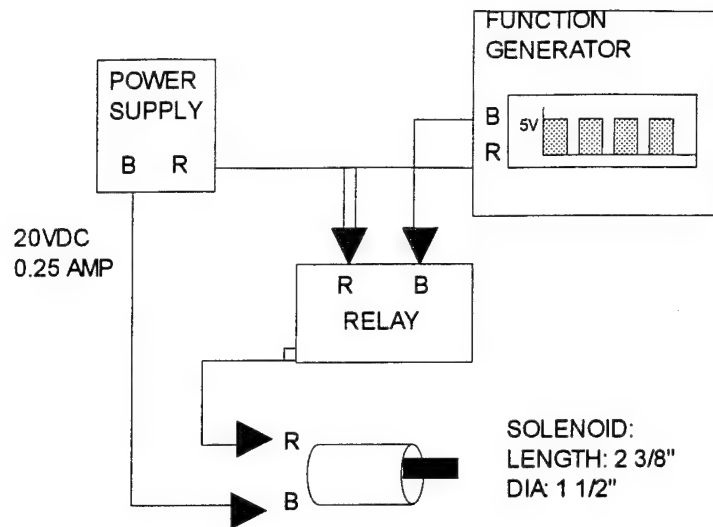 FUNCTION
GENERATOR
POWER
SUPPLY
B R
5V
B
R
20VDC
0.25 AMP
R B
RELAY
R
B
SOLENOID:
LENGTH: 2 3/8"
DIA: 1 1/2"